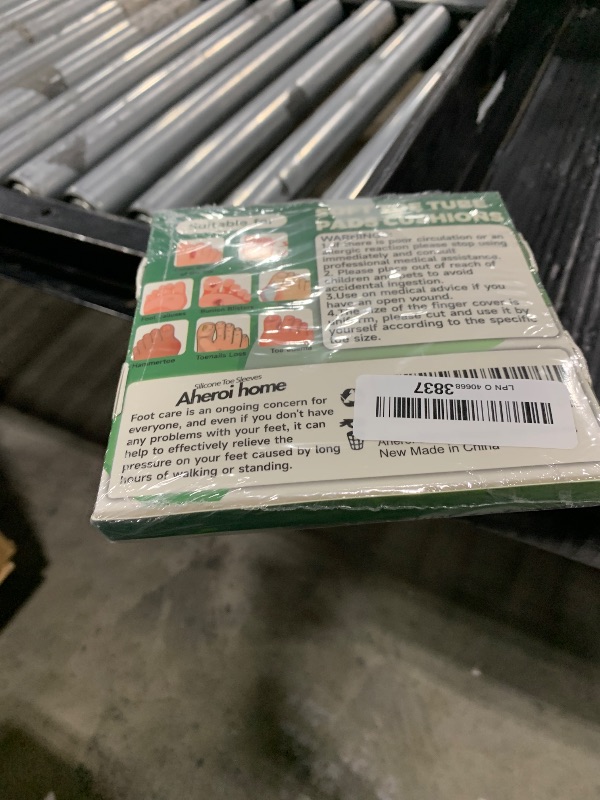 Suitable For
TOE TUBE
PADS CUSHIONS
WARNING
there is poor circulation or an
allergic reaction please stop using
immediately and consult
professional medical assistance.
2. Please place out of reach of
children and pets to avoid
accidental ingestion.
3.Use on medical advice if you
have an open wound.
4.The size of the finger cover is
uniform, please cut and use it by
yourself according to the specific
toe size.
Hammertoe
Toenails Loss
Silicone Toe Sleeves
Aheroi home
Foot care is an ongoing concern for
everyone, and even if you don't have
any problems with your feet, it can
help to effectively relieve the
pressure on your feet caused by long
hours of walking or standing.
LPN O 40668
3837
New Made in China